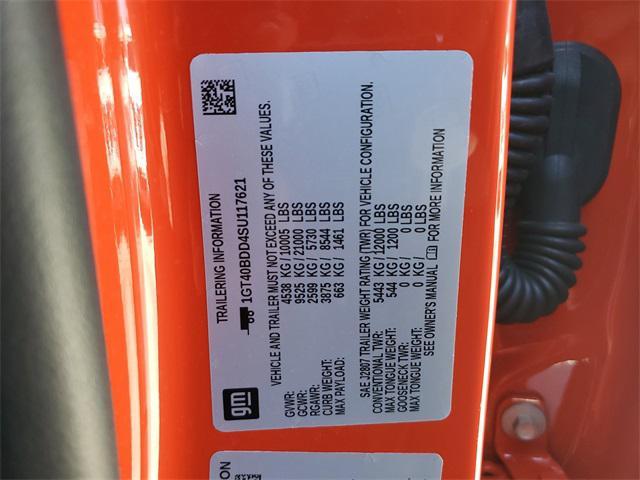 gm
TRAILERING INFORMATION
1GT40BDD4SU117621
VEHICLE AND TRAILER MUST NOT EXCEED ANY OF THESE VALUES.
GVWR: 4538 KG / 10005 LBS
GCWR: 9525 KG / 21000 LBS
RGAWR: 2599 KG / 5730 LBS
CURB WEIGHT: 3875 KG / 8544 LBS
MAX PAYLOAD: 663 KG / 1461 LBS
SAE J2807 TRAILER WEIGHT RATING (TWR) FOR VEHICLE CONFIGURATION.
CONVENTIONAL TWR: 5443 KG / 12000 LBS
MAX TONGUE WEIGHT: 544 KG / 1200 LBS
GOOSENECK TWR: 0 KG / 0 LBS
MAX TONGUE WEIGHT: 0 KG / 0 LBS
SEE OWNER'S MANUAL FOR MORE INFORMATION